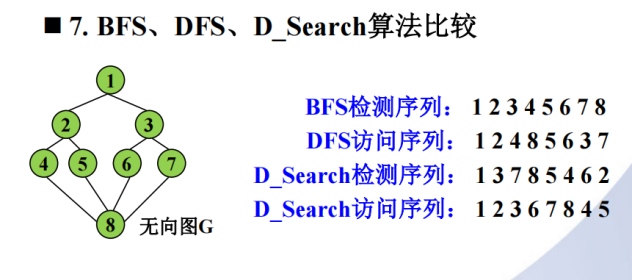 ■ 7. BFS、DFS、D_Search算法比较
1
2 3
4 5 6 7
8 无向图G
BFS检测序列： 1 2 3 4 5 6 7 8
DFS访问序列： 1 2 4 8 5 6 3 7
D_Search检测序列： 1 3 7 8 5 4 6 2
D_Search访问序列： 1 2 3 6 7 8 4 5